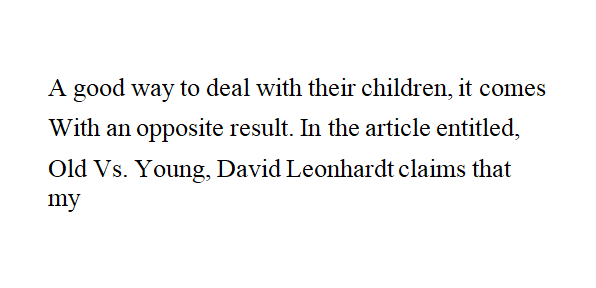 A good way to deal with their children, it comes
With an opposite result. In the article entitled,
Old Vs. Young, David Leonhardt claims that
my